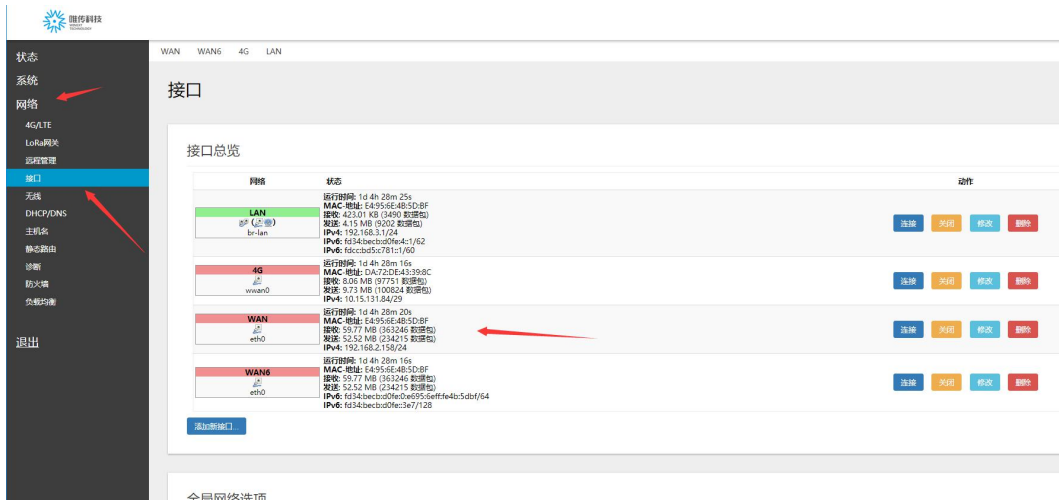 唯传科技
WINEXT
TECHNOLOGY
状态
系统
网络
4G/LTE
LoRa网关
远程管理
接口
无线
DHCP/DNS
主机名
静态路由
诊断
防火墙
负载均衡
退出
WAN WAN6 4G LAN
接口
接口总览
网络 状态 动作
LAN
br-lan
运行时间: 1d 4h 28m 25s
MAC-地址: E4:95:6E:4B:5D:BF
接收: 423.01 KB (3490 数据包)
发送: 4.15 MB (9202 数据包)
IPv4: 192.168.3.1/24
IPv6: fd34:becb:d0fe:4::1/62
IPv6: fdcc:bd5:c781::1/60
连接 关闭 修改 删除
4G
wwan0
运行时间: 1d 4h 28m 16s
MAC-地址: DA:72:DE:43:39:8C
接收: 8.06 MB (97751 数据包)
发送: 9.73 MB (100824 数据包)
IPv4: 10.15.131.84/29
连接 关闭 修改 删除
WAN
eth0
运行时间: 1d 4h 28m 20s
MAC-地址: E4:95:6E:4B:5D:BF
接收: 59.77 MB (363246 数据包)
发送: 52.52 MB (234215 数据包)
IPv4: 192.168.2.158/24
连接 关闭 修改 删除
WAN6
eth0
运行时间: 1d 4h 28m 16s
MAC-地址: E4:95:6E:4B:5D:BF
接收: 59.77 MB (363246 数据包)
发送: 52.52 MB (234215 数据包)
IPv6: fd34:becb:d0fe:0:e695:6eff:fe4b:5dbf/64
IPv6: fd34:becb:d0fe::3e7/128
连接 关闭 修改 删除
添加新接口...
全局网络选项